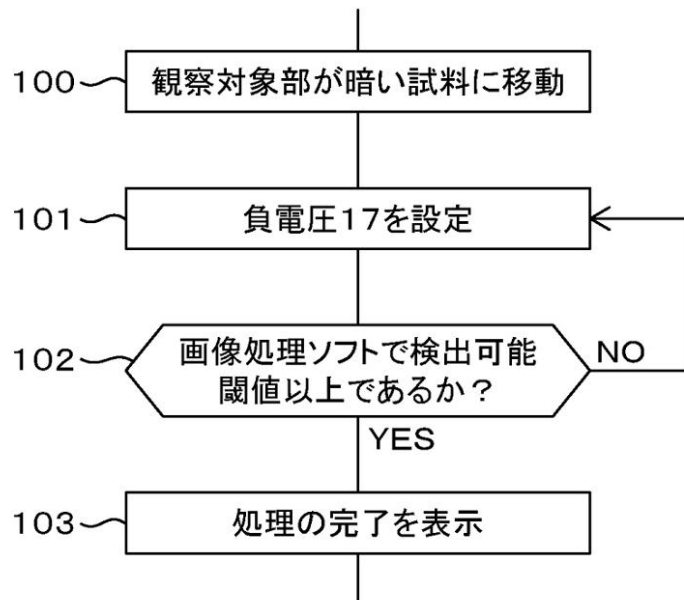 100
観察対象部が暗い試料に移動
101
負電圧17を設定
102
画像処理ソフトで検出可能
閾値以上であるか？
NO
YES
103
処理の完了を表示